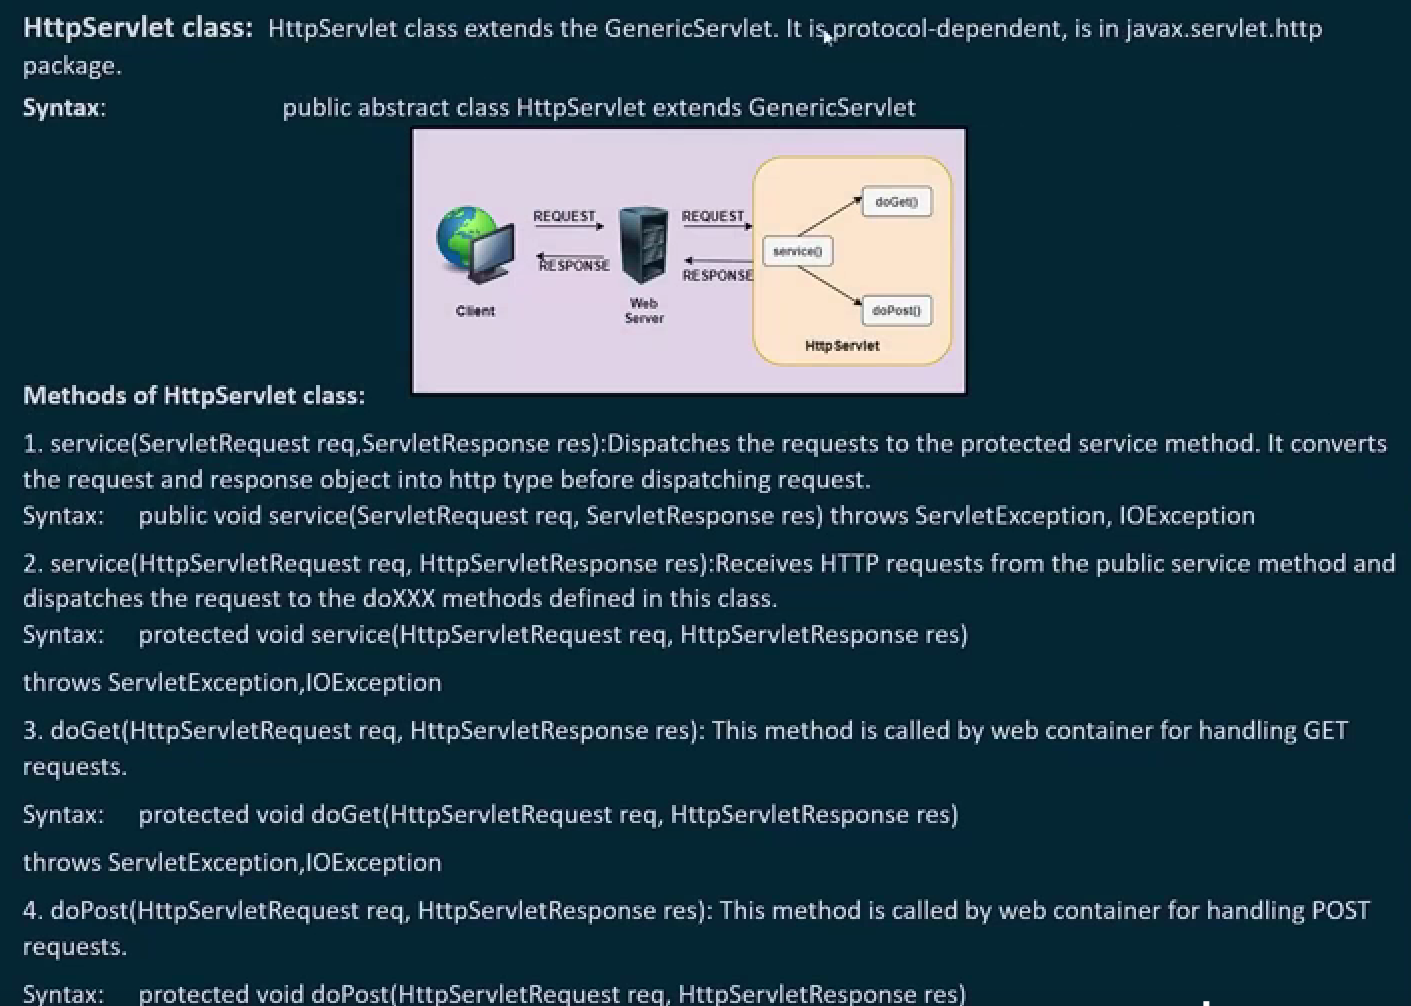 HttpServlet class: HttpServlet class extends the GenericServlet. It is protocol-dependent, is in javax.servlet.http
package.
Syntax: public abstract class HttpServlet extends GenericServlet
REQUEST
RESPONSE
Client
Web
Server
REQUEST
RESPONSE
service()
doGet()
doPost()
HttpServlet
Methods of HttpServlet class:
1. service(ServletRequest req,ServletResponse res):Dispatches the requests to the protected service method. It converts
the request and response object into http type before dispatching request.
Syntax: public void service(ServletRequest req, ServletResponse res) throws ServletException, IOException
2. service(HttpServletRequest req, HttpServletResponse res):Receives HTTP requests from the public service method and
dispatches the request to the doXXX methods defined in this class.
Syntax: protected void service(HttpServletRequest req, HttpServletResponse res)
throws ServletException,IOException
3. doGet(HttpServletRequest req, HttpServletResponse res): This method is called by web container for handling GET
requests.
Syntax: protected void doGet(HttpServletRequest req, HttpServletResponse res)
throws ServletException,IOException
4. doPost(HttpServletRequest req, HttpServletResponse res): This method is called by web container for handling POST
requests.
Syntax: protected void doPost(HttpServletRequest req, HttpServletResponse res)